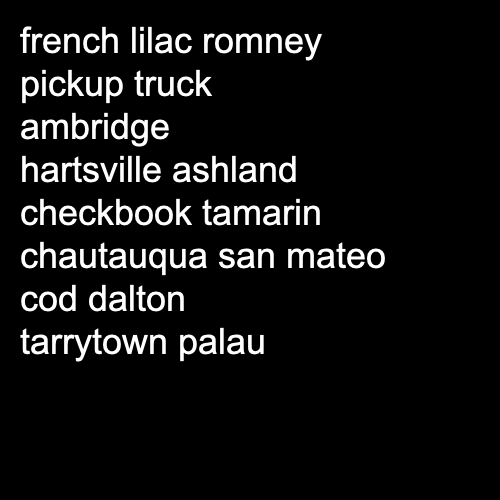 french lilac romney
pickup truck
ambridge
hartsville ashland
checkbook tamarin
chautauqua san mateo
cod dalton
tarrytown palau